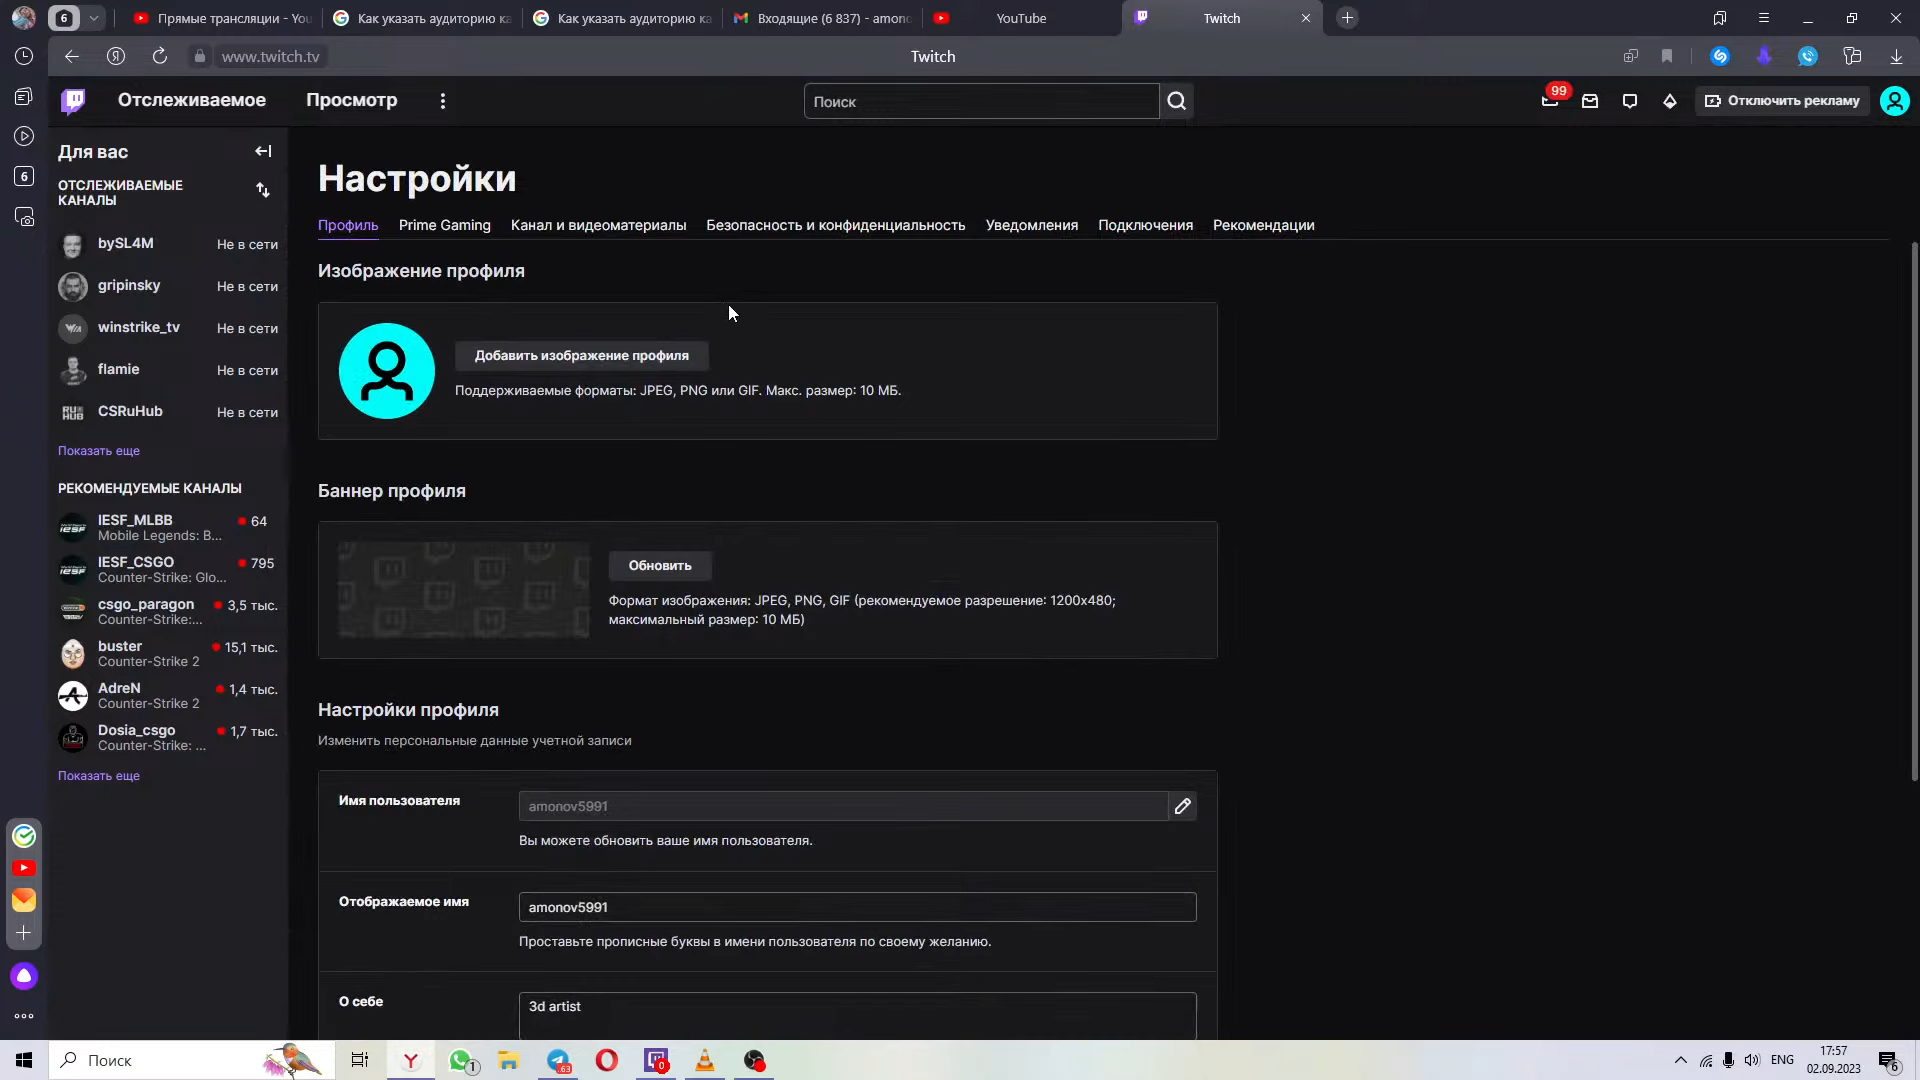 6
Прямые трансляции - You
Как указать аудиторию ка
Как указать аудиторию ка
Входящие (6 837) - amono
YouTube
Twitch
www.twitch.tv
Twitch
Отслеживаемое
Просмотр
Поиск
99
Отключить рекламу
6
Для вас
ОТСЛЕЖИВАЕМЫЕ
КАНАЛЫ
bySL4M Не в сети
gripinsky Не в сети
winstrike_tv Не в сети
flamie Не в сети
CSRuHub Не в сети
Показать еще
РЕКОМЕНДУЕМЫЕ КАНАЛЫ
IESF_MLBB 64
Mobile Legends: B...
IESF_CSGO 795
Counter-Strike: Glo...
csgo_paragon 3,5 тыс.
Counter-Strike:...
buster 15,1 тыс.
Counter-Strike 2
AdreN 1,4 тыс.
Counter-Strike 2
Dosia_csgo 1,7 тыс.
Counter-Strike: ...
Показать еще
Настройки
Профиль Prime Gaming Канал и видеоматериалы Безопасность и конфиденциальность Уведомления Подключения Рекомендации
Изображение профиля
Добавить изображение профиля
Поддерживаемые форматы: JPEG, PNG или GIF. Макс. размер: 10 МБ.
Баннер профиля
Обновить
Формат изображения: JPEG, PNG, GIF (рекомендуемое разрешение: 1200x480;
максимальный размер: 10 МБ)
Настройки профиля
Изменить персональные данные учетной записи
Имя пользователя
amonov5991
Вы можете обновить ваше имя пользователя.
Отображаемое имя
amonov5991
Проставьте прописные буквы в имени пользователя по своему желанию.
О себе
3d artist
Поиск
1
63
0
ENG
17:57
02.09.2023
6